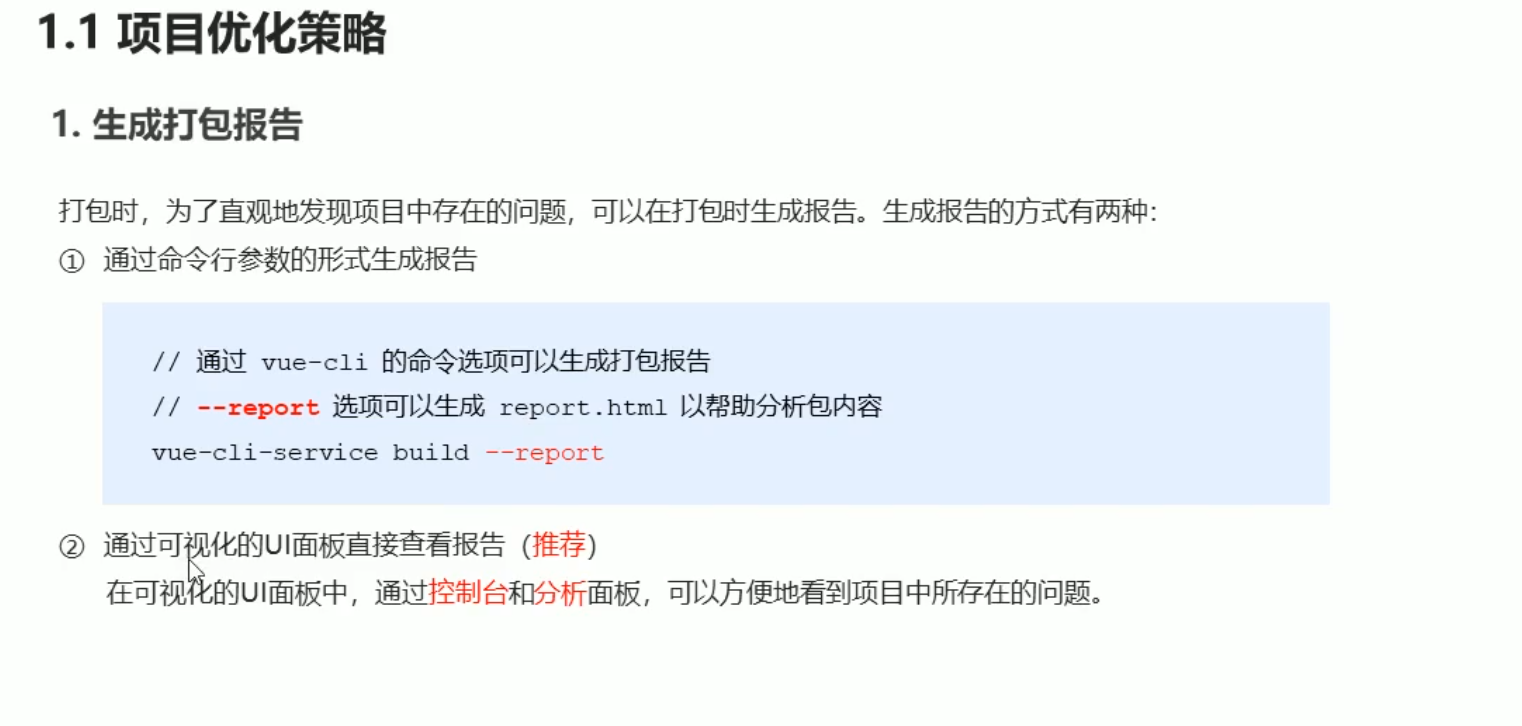 1.1 项目优化策略
1. 生成打包报告
打包时，为了直观地发现项目中存在的问题，可以在打包时生成报告。生成报告的方式有两种：
① 通过命令行参数的形式生成报告
// 通过 vue-cli 的命令选项可以生成打包报告
// --report 选项可以生成 report.html 以帮助分析包内容
vue-cli-service build --report
② 通过可视化的UI面板直接查看报告（推荐）
在可视化的UI面板中，通过控制台和分析面板，可以方便地看到项目中所存在的问题。